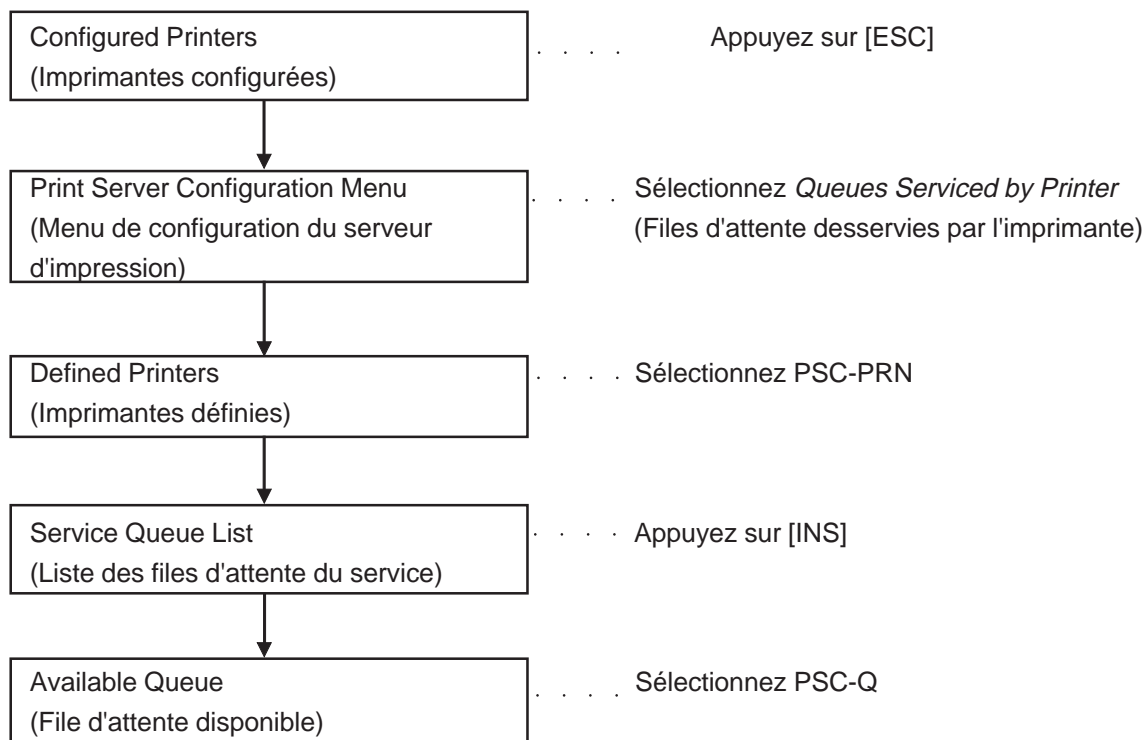 Configured Printers
(Imprimantes configurées)
Appuyez sur [ESC]
Print Server Configuration Menu
(Menu de configuration du serveur
d'impression)
Sélectionnez Queues Serviced by Printer
(Files d'attente desservies par l'imprimante)
Defined Printers
(Imprimantes définies)
Sélectionnez PSC-PRN
Service Queue List
(Liste des files d'attente du service)
Appuyez sur [INS]
Available Queue
(File d'attente disponible)
Sélectionnez PSC-Q